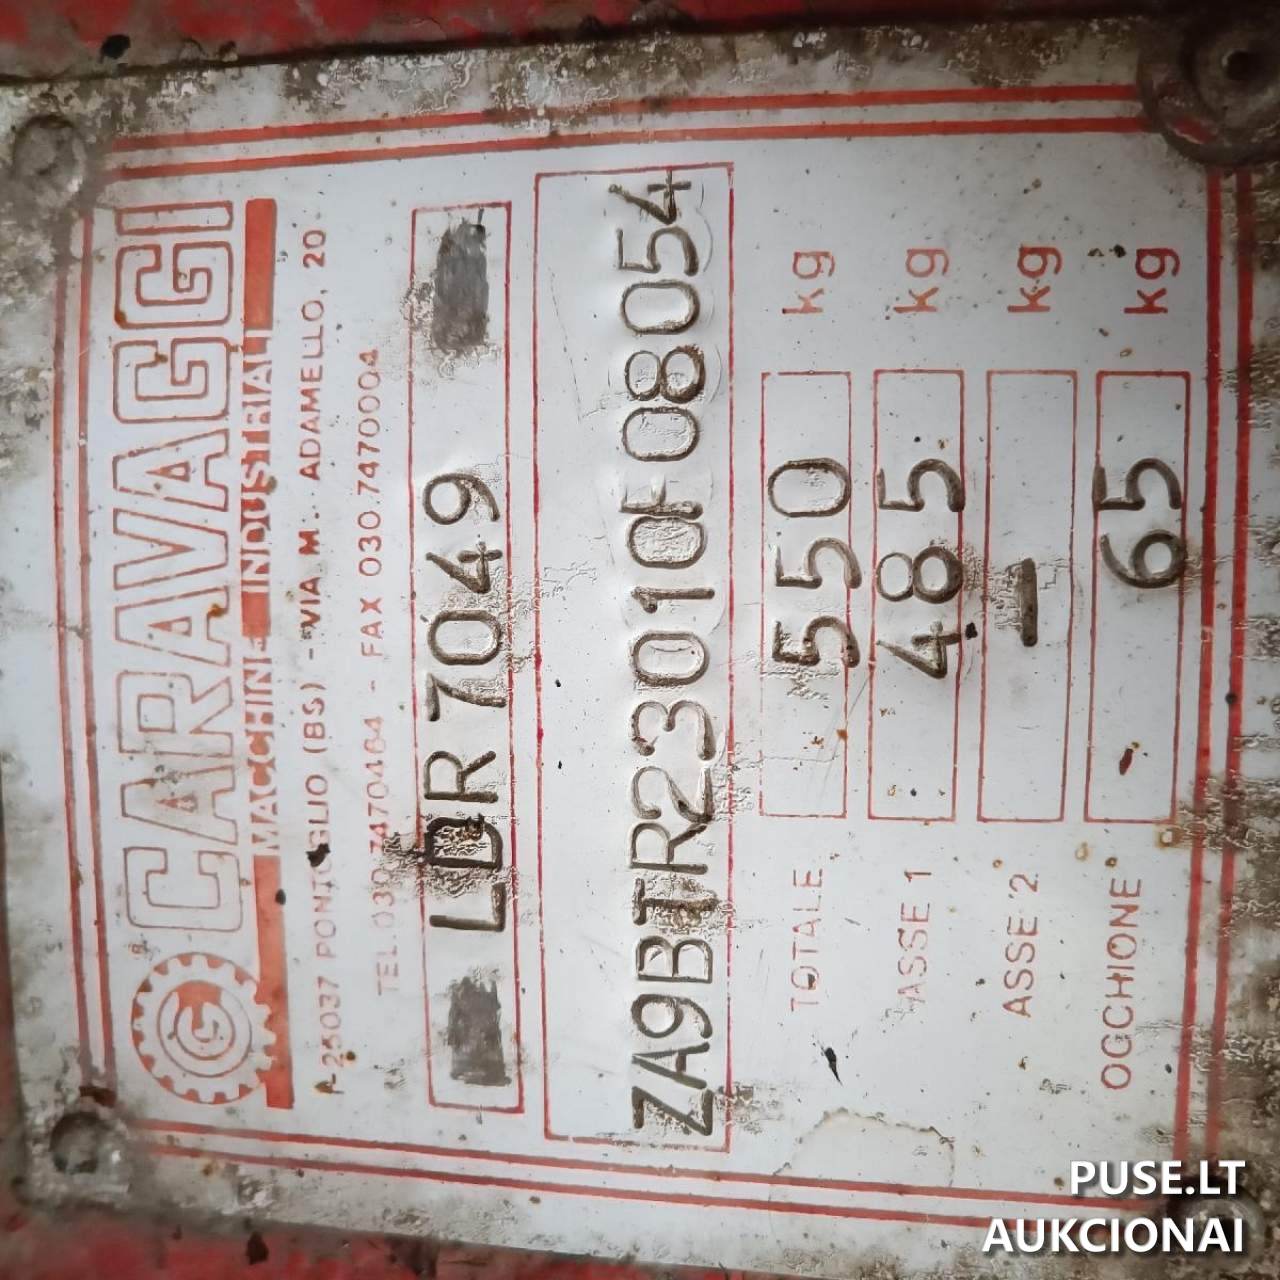 CARAVAGGI
MACCHINE INDUSTRIALI
I-25037 PONTOGLIO (BS) - VIA M. ADAMELLO, 20
TEL 030.7470464 - FAX 030.7470004
LDR 7049
ZA9BTR2301OF08054
TOTALE 550 kg
ASSE 1 485 kg
ASSE 2 - kg
OCCHIONE 65 kg
PUSE.LT
AUKCIONAI